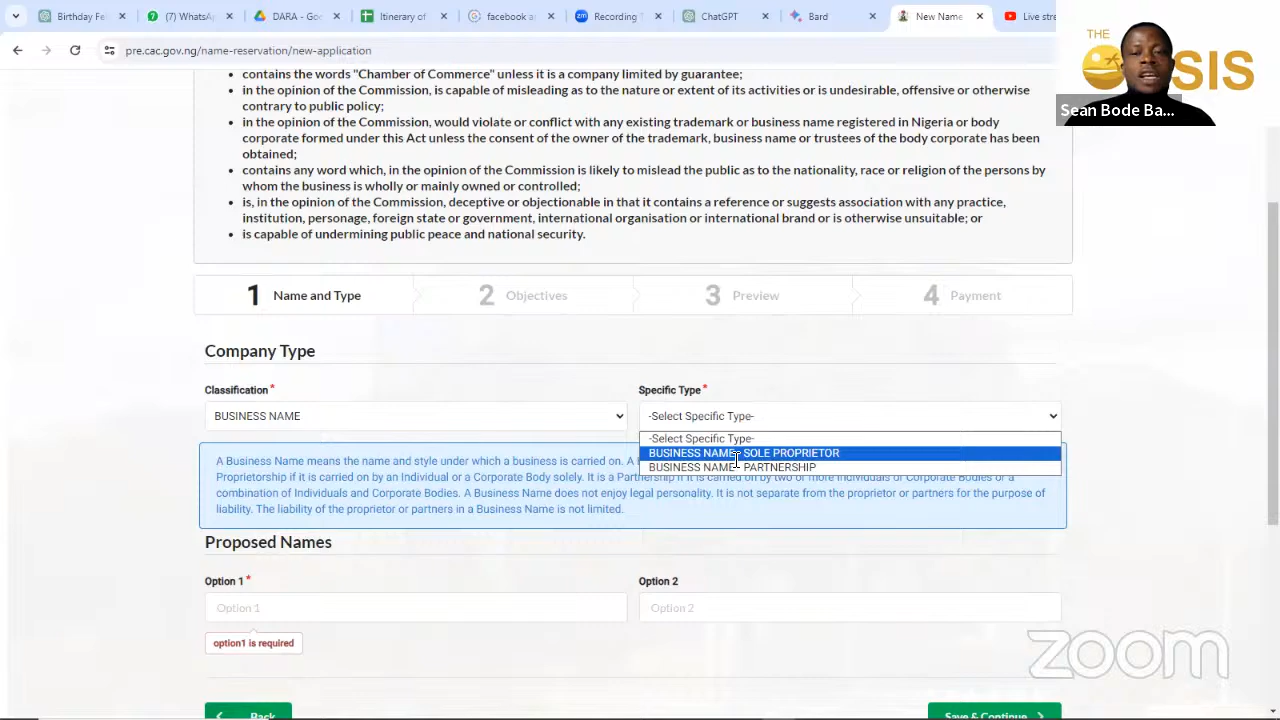 Birthday Fe
(7) WhatsA
DARA - Goo
Itinerary of
facebook a
Recording
ChatGPT
Bard
New Name
Live stre
pre.cac.gov.ng/name-reservation/new-application
THE
SIS
Sean Bode Ba...
contains the words "Chamber of Commerce" unless it is a company limited by guarantee;
in the opinion of the Commission, is capable of misleading as to the nature or extent of its activities or is undesirable, offensive or otherwise
contrary to public policy;
in the opinion of the Commission, would violate or conflict with any existing trademark or business name registered in Nigeria or body
corporate formed under this Act unless the consent of the owner of the trademark, business name or trustees of the body corporate has been
obtained;
contains any word which, in the opinion of the Commission is likely to mislead the public as to the nationality, race or religion of the persons by
whom the business is wholly or mainly owned or controlled;
is, in the opinion of the Commission, deceptive or objectionable in that it contains a reference or suggests association with any practice,
institution, personage, foreign state or government, international organisation or international brand or is otherwise unsuitable; or
is capable of undermining public peace and national security.
1 Name and Type
2 Objectives
3 Preview
4 Payment
Company Type
Classification *
Specific Type *
BUSINESS NAME
-Select Specific Type-
-Select Specific Type-
BUSINESS NAME - SOLE PROPRIETOR
BUSINESS NAME - PARTNERSHIP
A Business Name means the name and style under which a business is carried on. A
Proprietorship if it is carried on by an Individual or a Corporate Body solely. It is a Partnership if it is carried on by two or more Individuals or Corporate Bodies or a
combination of Individuals and Corporate Bodies. A Business Name does not enjoy legal personality. It is not separate from the proprietor or partners for the purpose of
liability. The liability of the proprietor or partners in a Business Name is not limited.
Proposed Names
Option 1 *
Option 2
Option 1
Option 2
option1 is required
zoom
Back
Save & Continue